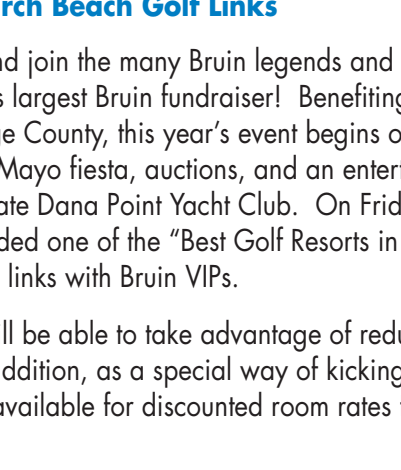 rch Beach Golf Links
nd join the many Bruin legends and
s largest Bruin fundraiser! Benefiting
ge County, this year's event begins o
Mayo fiesta, auctions, and an entert
ate Dana Point Yacht Club. On Frid
ded one of the "Best Golf Resorts in
links with Bruin VIPs.
ll be able to take advantage of redu
ddition, as a special way of kicking
available for discounted room rates